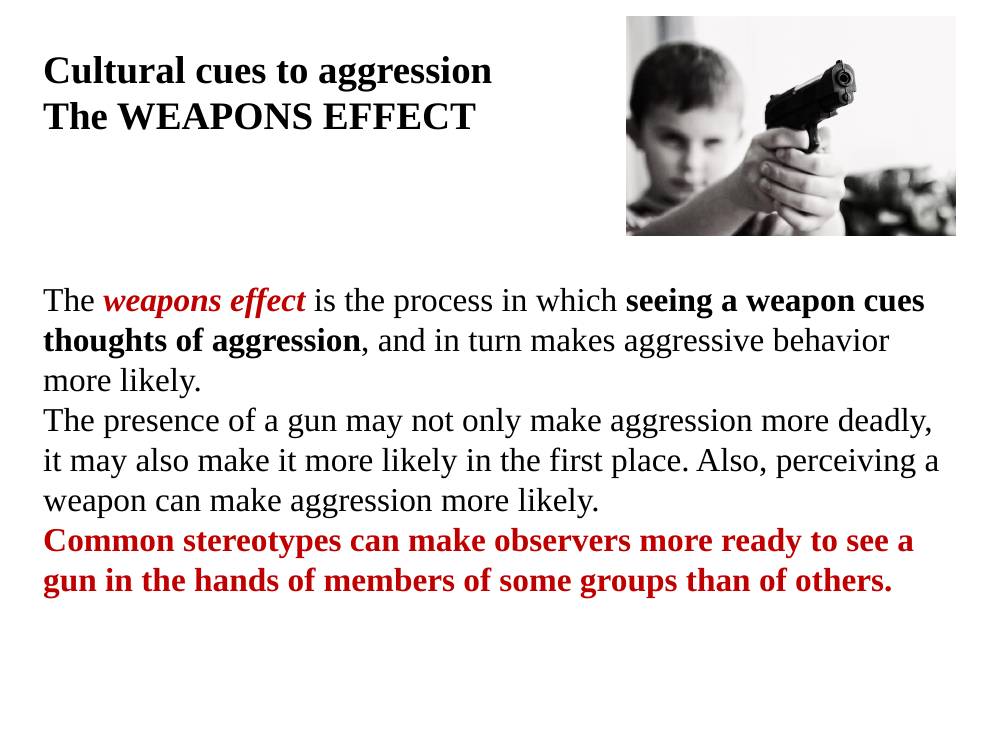 Cultural cues to aggression
The WEAPONS EFFECT
The weapons effect is the process in which seeing a weapon cues
thoughts of aggression, and in turn makes aggressive behavior
more likely.
The presence of a gun may not only make aggression more deadly,
it may also make it more likely in the first place. Also, perceiving a
weapon can make aggression more likely.
Common stereotypes can make observers more ready to see a
gun in the hands of members of some groups than of others.